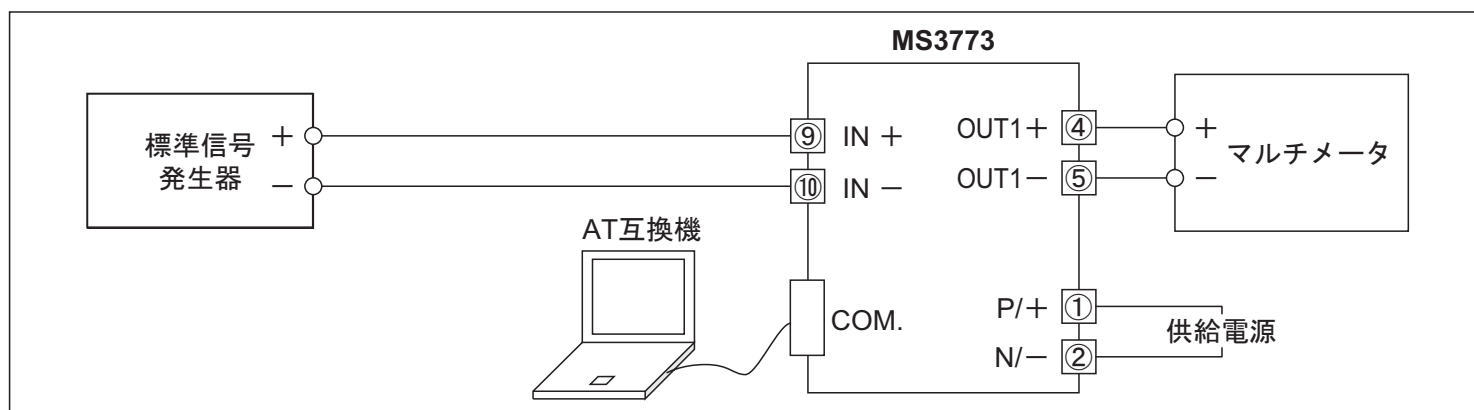 MS3773
標準信号
発生器
+
−
⑨ IN +
⑩ IN −
OUT1+ ④
OUT1− ⑤
+
−
マルチメータ
AT互換機
COM.
P/+ ①
N/− ②
供給電源